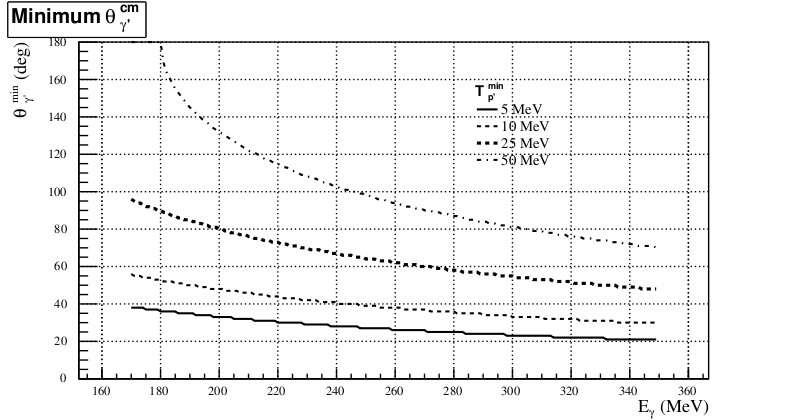 Minimum θ cm γ'
θ min γ' (deg)
180
160
140
120
100
80
60
40
20
0
T min p'
5 MeV
10 MeV
25 MeV
50 MeV
160 180 200 220 240 260 280 300 320 340 360
Eγ (MeV)